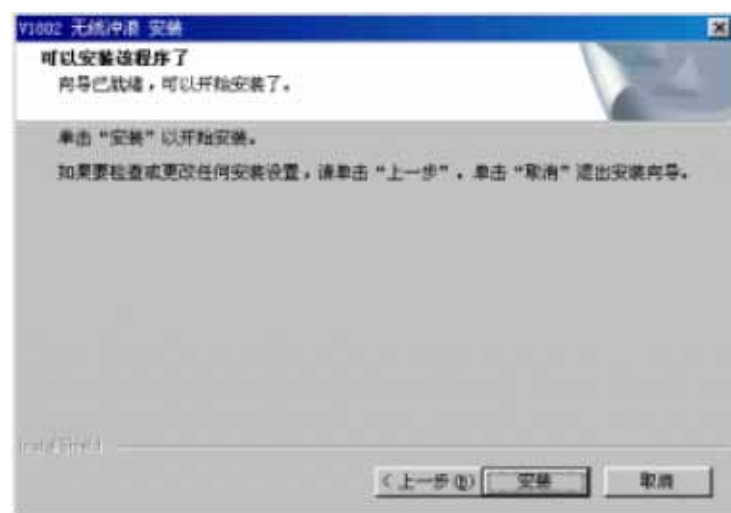 V1802 无线冲浪 安装
可以安装该程序了
向导已就绪，可以开始安装了。
单击“安装”以开始安装。
如果要检查或更改任何安装设置，请单击“上一步”。单击“取消”退出安装向导。
InstallShield
< 上一步(B)
安装
取消